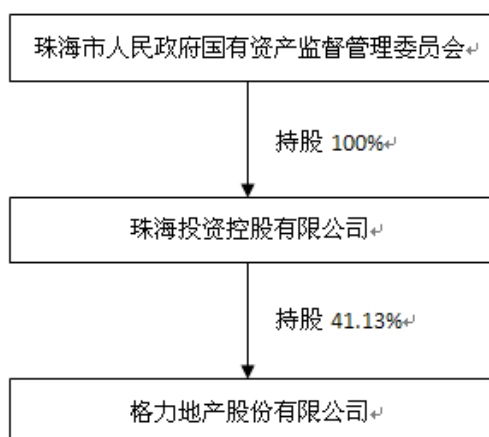 珠海市人民政府国有资产监督管理委员会
持股 100%
珠海投资控股有限公司
持股 41.13%
格力地产股份有限公司